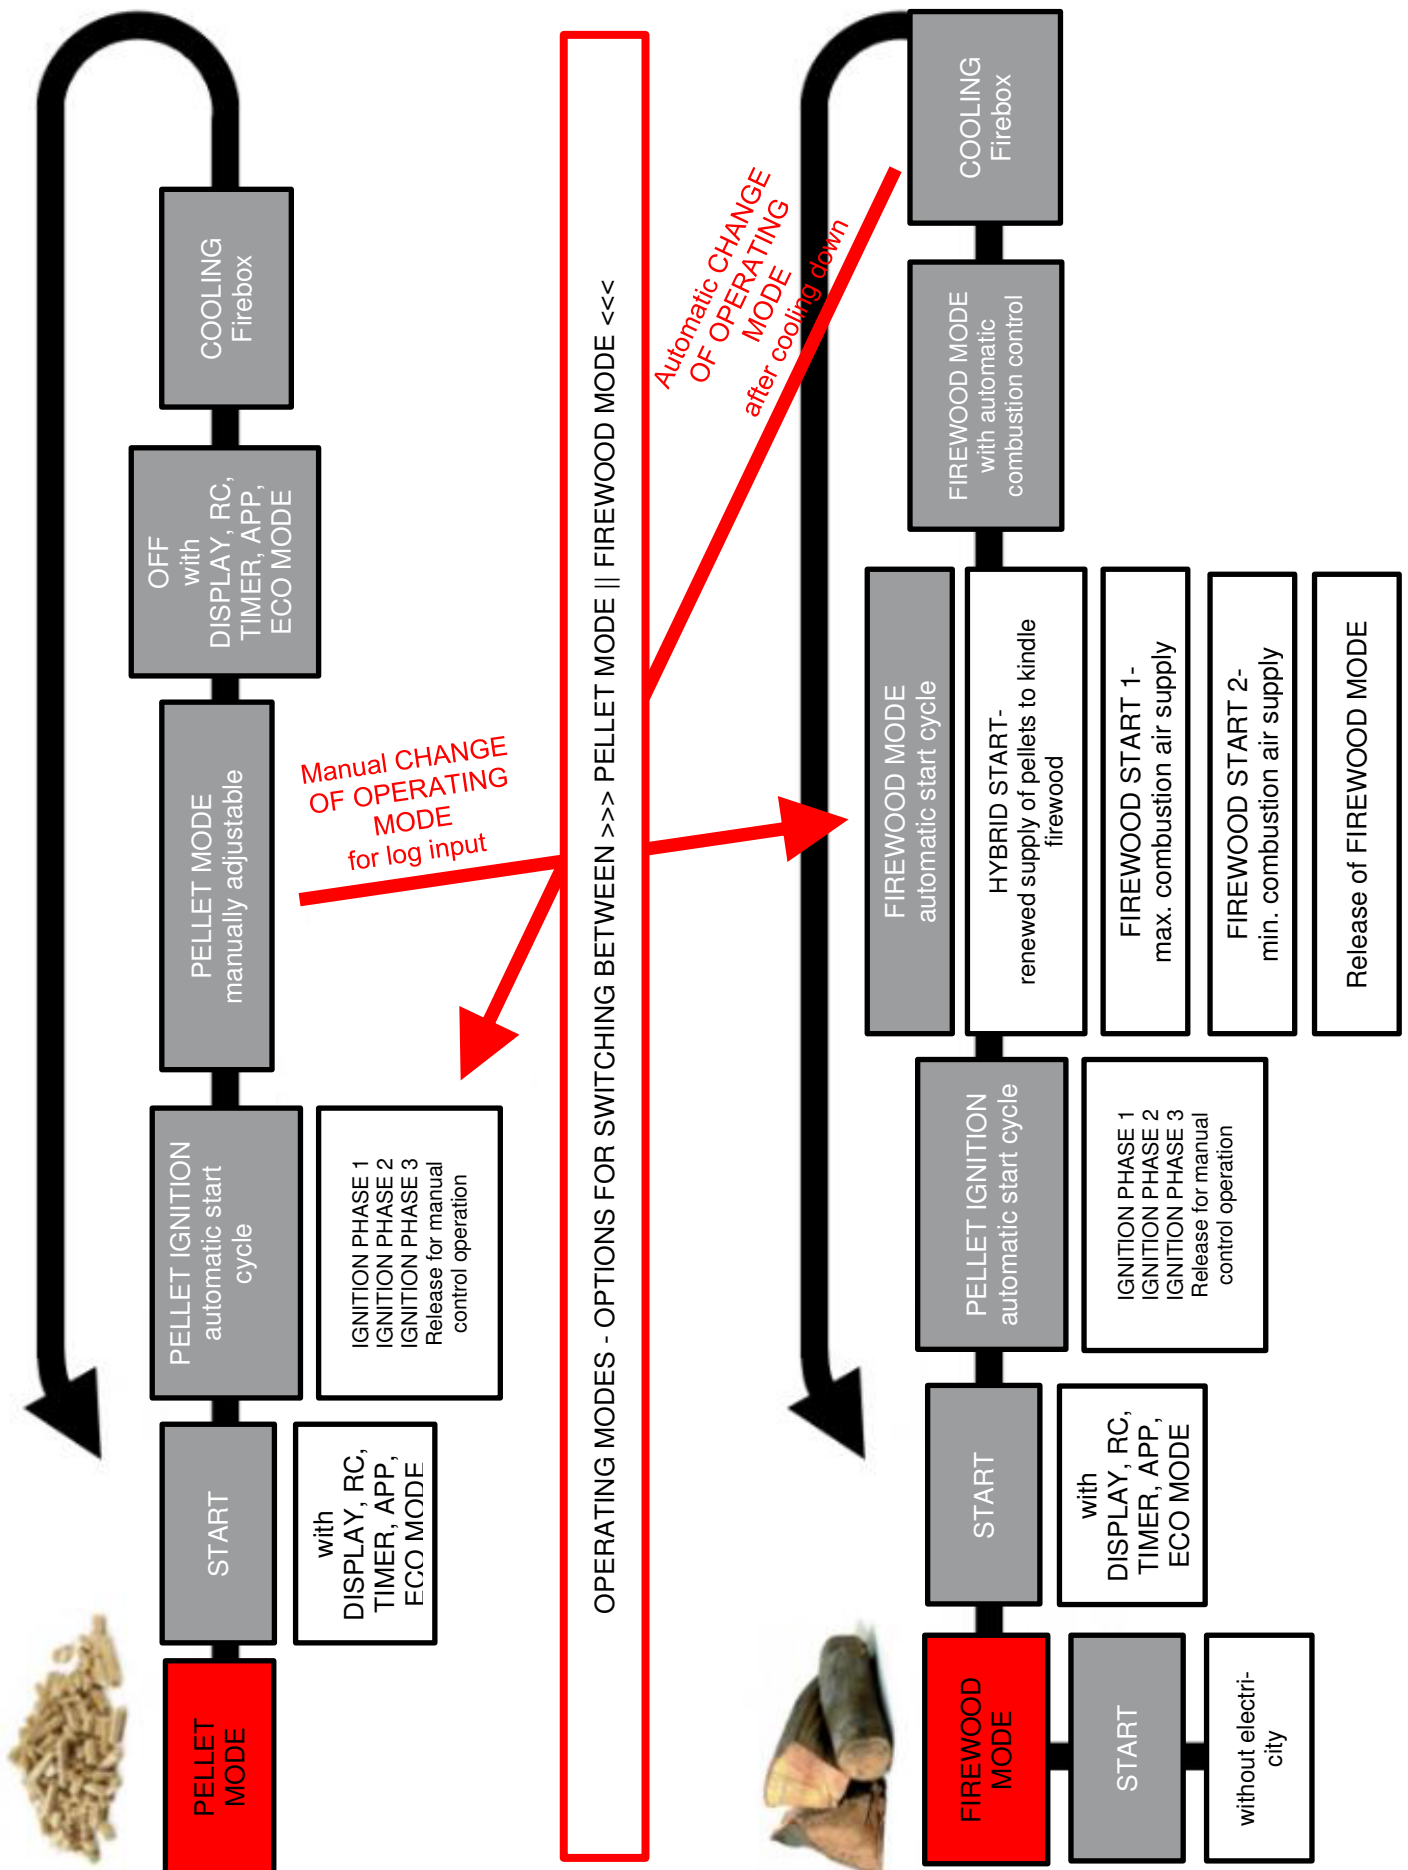 PELLET
MODE
START
with
DISPLAY, RC,
TIMER, APP,
ECO MODE
PELLET IGNITION
automatic start
cycle
IGNITION PHASE 1
IGNITION PHASE 2
IGNITION PHASE 3
Release for manual
control operation
PELLET MODE
manually adjustable
OFF
with
DISPLAY, RC,
TIMER, APP,
ECO MODE
COOLING
Firebox
Manual CHANGE
OF OPERATING
MODE
for log input
OPERATING MODES - OPTIONS FOR SWITCHING BETWEEN >>> PELLET MODE || FIREWOOD MODE <<<
Automatic CHANGE
OF OPERATING
MODE
after cooling down
FIREWOOD
MODE
START
without electri-
city
START
with
DISPLAY, RC,
TIMER, APP,
ECO MODE
PELLET IGNITION
automatic start cycle
IGNITION PHASE 1
IGNITION PHASE 2
IGNITION PHASE 3
Release for manual
control operation
FIREWOOD MODE
automatic start cycle
HYBRID START-
renewed supply of pellets to kindle
firewood
FIREWOOD START 1-
max. combustion air supply
FIREWOOD START 2-
min. combustion air supply
Release of FIREWOOD MODE
FIREWOOD MODE
with automatic
combustion control
COOLING
Firebox